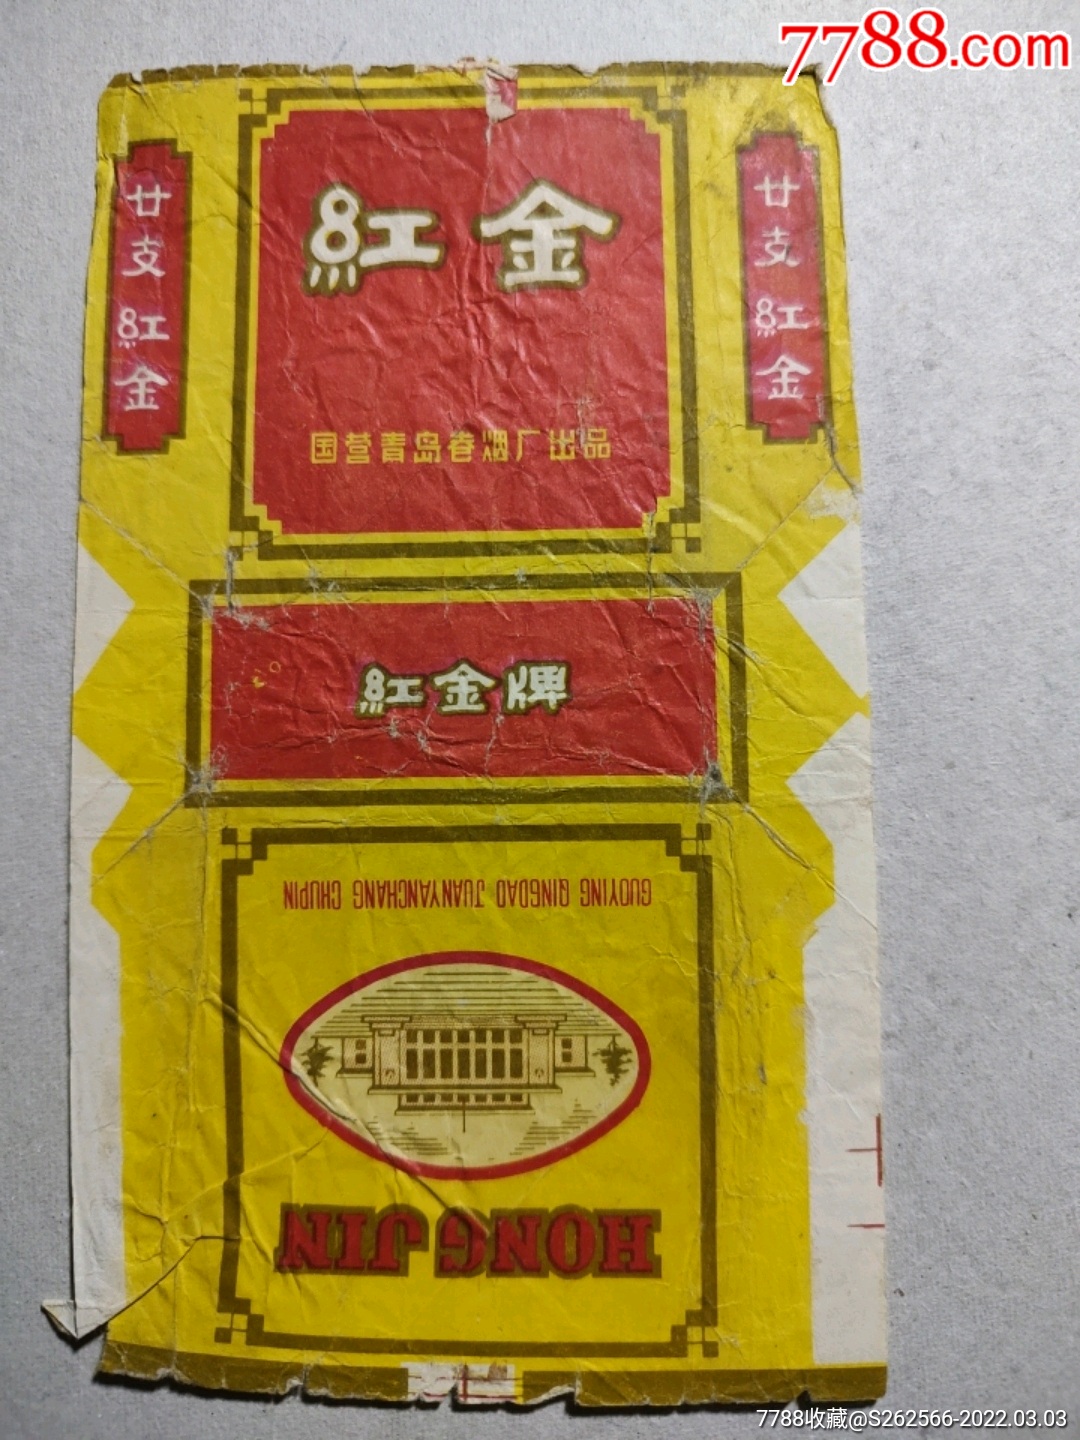 7788.com
紅金
国营青岛卷烟厂出品
廿支紅金
廿支紅金
紅金牌
GUOYING QINGDAO JUANYANCHANG CHUPIN
HONG JIN
7788收藏@S262566-2022.03.03